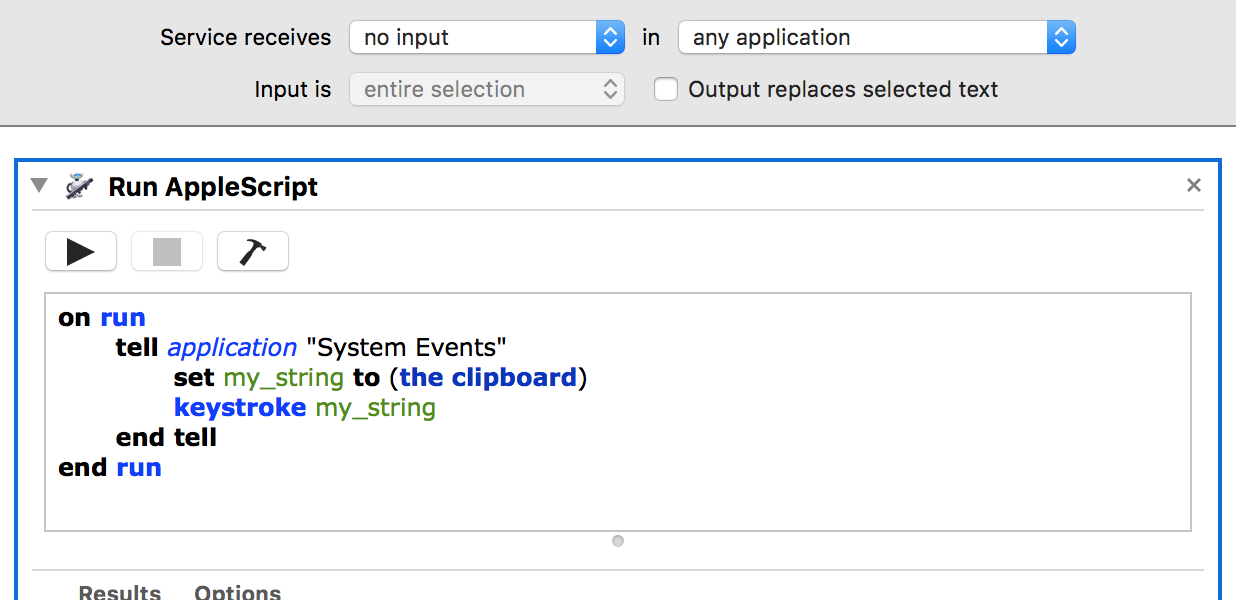 Service receives no input in any application
Input is entire selection Output replaces selected text
Run AppleScript
on run
tell application "System Events"
set my_string to (the clipboard)
keystroke my_string
end tell
end run
Results Options